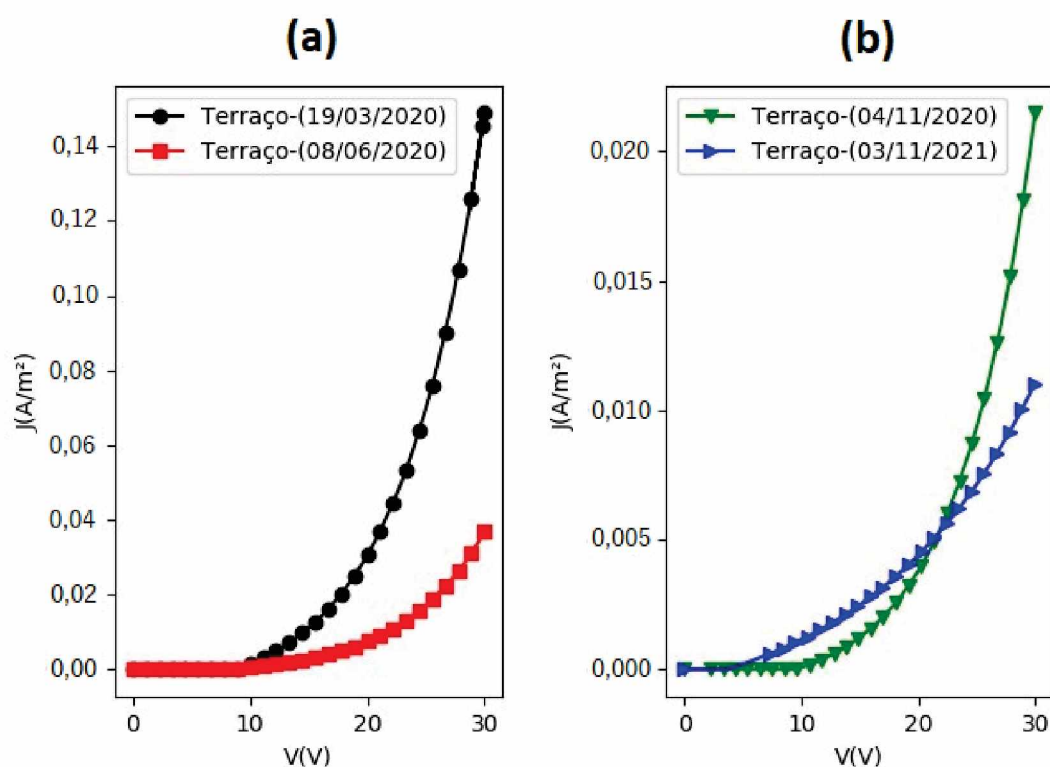 (a)
Terraço-(19/03/2020)
Terraço-(08/06/2020)
0,14
0,12
0,10
0,08
0,06
0,04
0,02
0,00
J(A/m²)
0
10
20
30
V(V)
(b)
Terraço-(04/11/2020)
Terraço-(03/11/2021)
0,020
0,015
0,010
0,005
0,000
J(A/m²)
0
10
20
30
V(V)